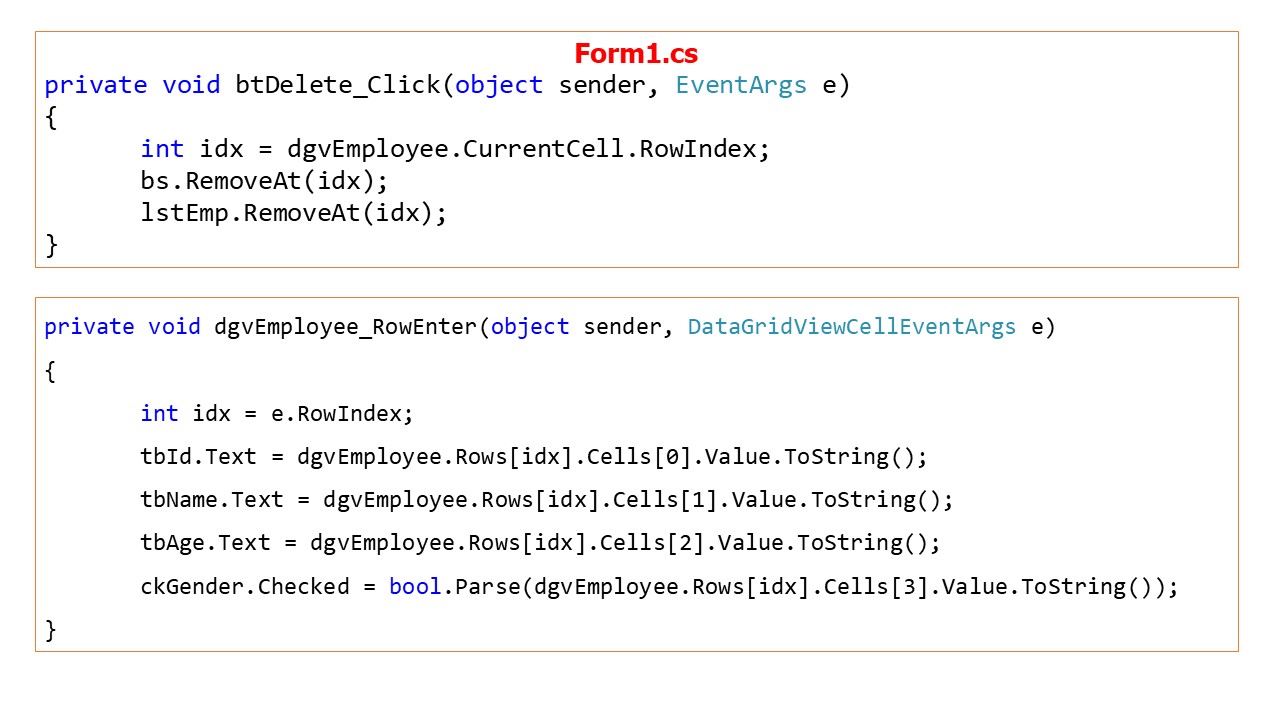 Form1.cs
private void btDelete_Click(object sender, EventArgs e)
{
int idx = dgvEmployee.CurrentCell.RowIndex;
bs.RemoveAt(idx);
lstEmp.RemoveAt(idx);
}
private void dgvEmployee_RowEnter(object sender, DataGridViewCellEventArgs e)
{
int idx = e.RowIndex;
tbId.Text = dgvEmployee.Rows[idx].Cells[0].Value.ToString();
tbName.Text = dgvEmployee.Rows[idx].Cells[1].Value.ToString();
tbAge.Text = dgvEmployee.Rows[idx].Cells[2].Value.ToString();
ckGender.Checked = bool.Parse(dgvEmployee.Rows[idx].Cells[3].Value.ToString());
}